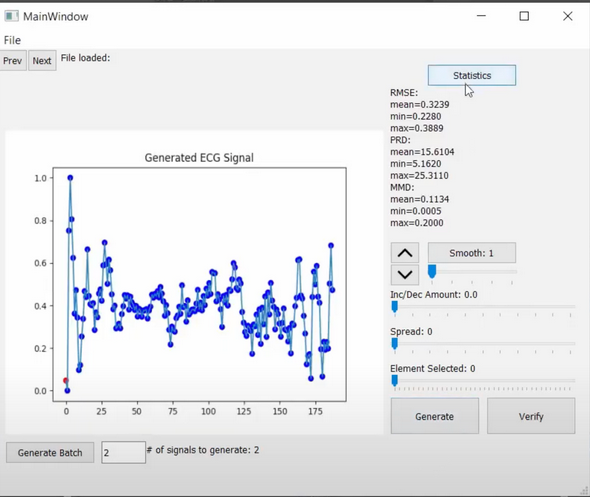 MainWindow
File
Prev Next File loaded:
Statistics
RMSE:
mean=0.3239
min=0.2280
max=0.3889
PRD:
mean=15.6104
min=5.1620
max=25.3110
MMD:
mean=0.1134
min=0.0005
max=0.2000
Generated ECG Signal
1.0
0.8
0.6
0.4
0.2
0.0
0 25 50 75 100 125 150 175
Smooth: 1
Inc/Dec Amount: 0.0
Spread: 0
Element Selected: 0
Generate Verify
Generate Batch 2 # of signals to generate: 2